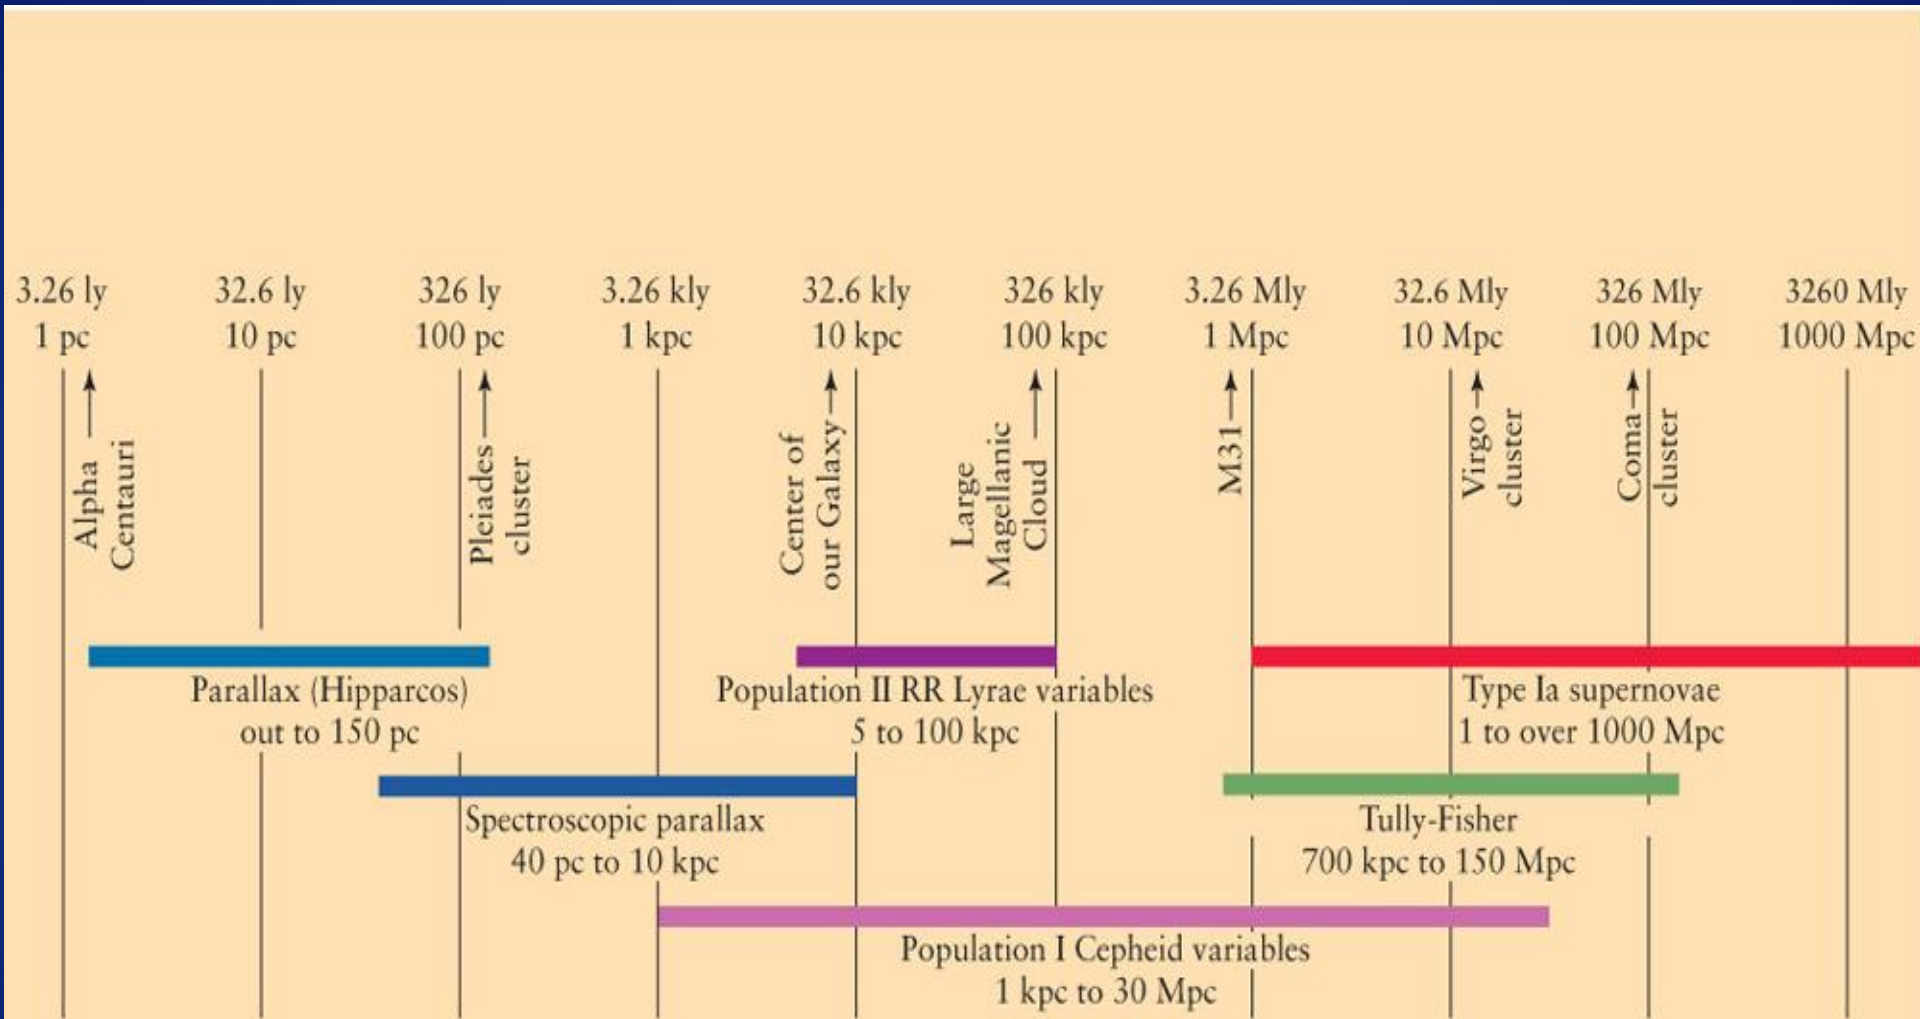 3.26 ly 32.6 ly 326 ly 3.26 kly 32.6 kly 326 kly 3.26 Mly 32.6 Mly 326 Mly 3260 Mly
1 pc 10 pc 100 pc 1 kpc 10 kpc 100 kpc 1 Mpc 10 Mpc 100 Mpc 1000 Mpc
Alpha
Centauri
Pleiades
cluster
Center of
our Galaxy
Large
Magellanic
Cloud
M31
Virgo
cluster
Coma
cluster
Parallax (Hipparcos)
out to 150 pc
Population II RR Lyrae variables
5 to 100 kpc
Type Ia supernovae
1 to over 1000 Mpc
Spectroscopic parallax
40 pc to 10 kpc
Tully-Fisher
700 kpc to 150 Mpc
Population I Cepheid variables
1 kpc to 30 Mpc